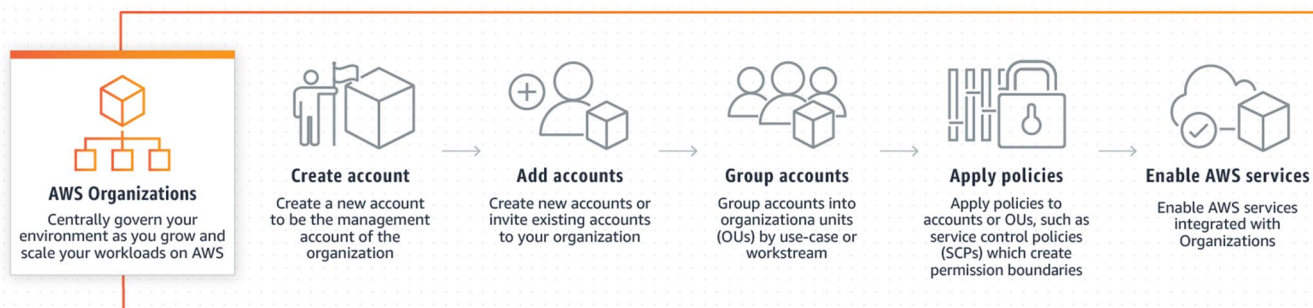 AWS Organizations
Centrally govern your
environment as you grow and
scale your workloads on AWS
Create account
Create a new account
to be the management
account of the
organization
Add accounts
Create new accounts or
invite existing accounts
to your organization
Group accounts
Group accounts into
organizationa units
(OUs) by use-case or
workstream
Apply policies
Apply policies to
accounts or OUs, such as
service control policies
(SCPs) which create
permission boundaries
Enable AWS services
Enable AWS services
integrated with
Organizations